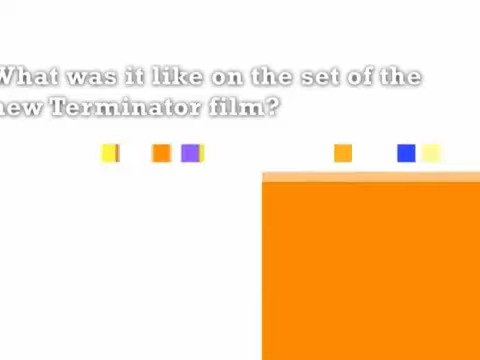 What was it like on the set of the
new Terminator film?